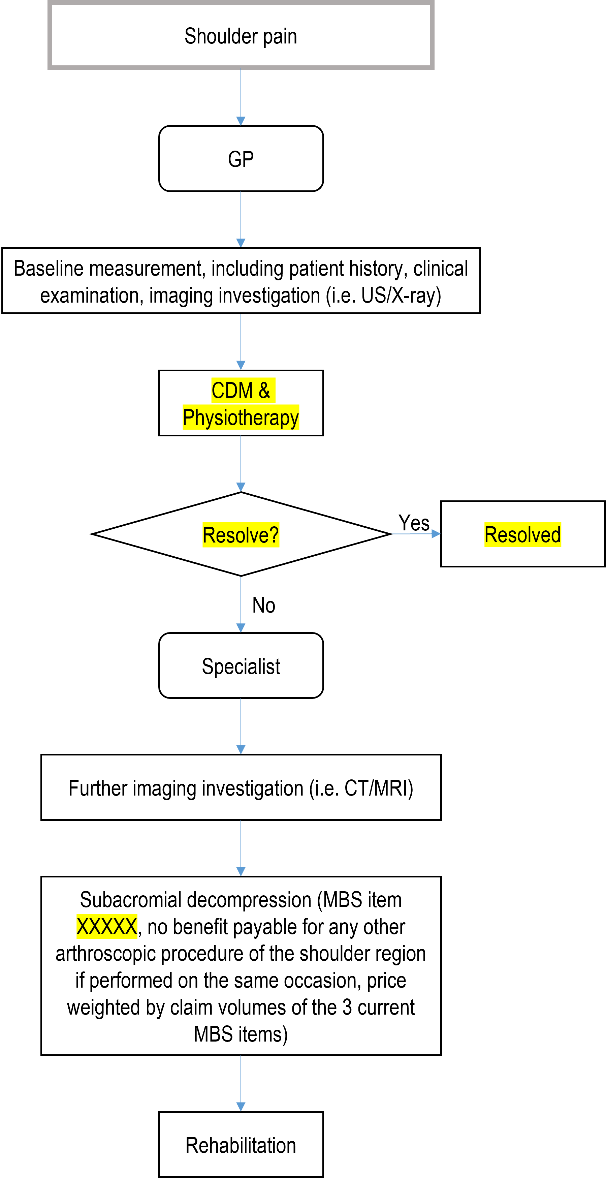 Shoulder pain
GP
Baseline measurement, including patient history, clinical
examination, imaging investigation (i.e. US/X-ray)
CDM &
Physiotherapy
Resolve?
Yes
Resolved
No
Specialist
Further imaging investigation (i.e. CT/MRI)
Subacromial decompression (MBS item
XXXXX, no benefit payable for any other
arthroscopic procedure of the shoulder region
if performed on the same occasion, price
weighted by claim volumes of the 3 current
MBS items)
Rehabilitation